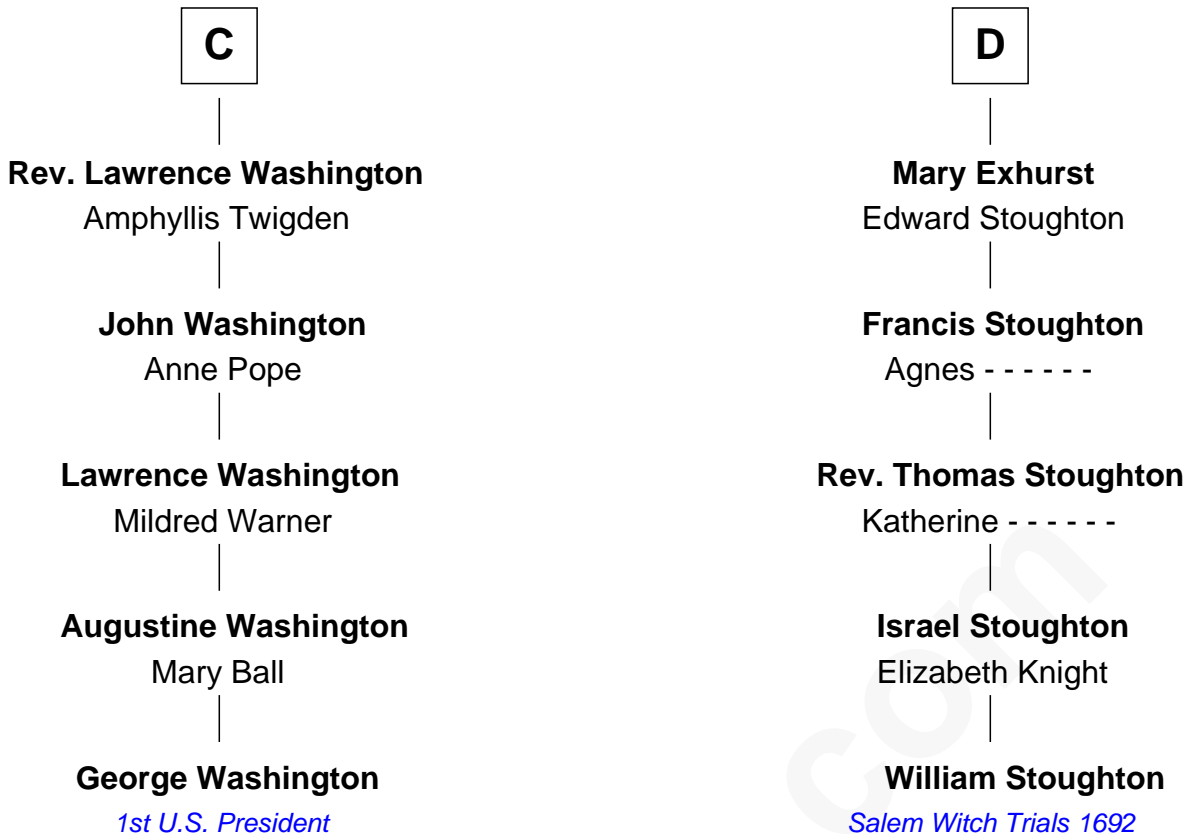 C
Rev. Lawrence Washington
Amphyllis Twigden
John Washington
Anne Pope
Lawrence Washington
Mildred Warner
Augustine Washington
Mary Ball
George Washington
1st U.S. President
D
Mary Exhurst
Edward Stoughton
Francis Stoughton
Agnes - - - - - -
Rev. Thomas Stoughton
Katherine - - - - - -
Israel Stoughton
Elizabeth Knight
William Stoughton
Salem Witch Trials 1692
com